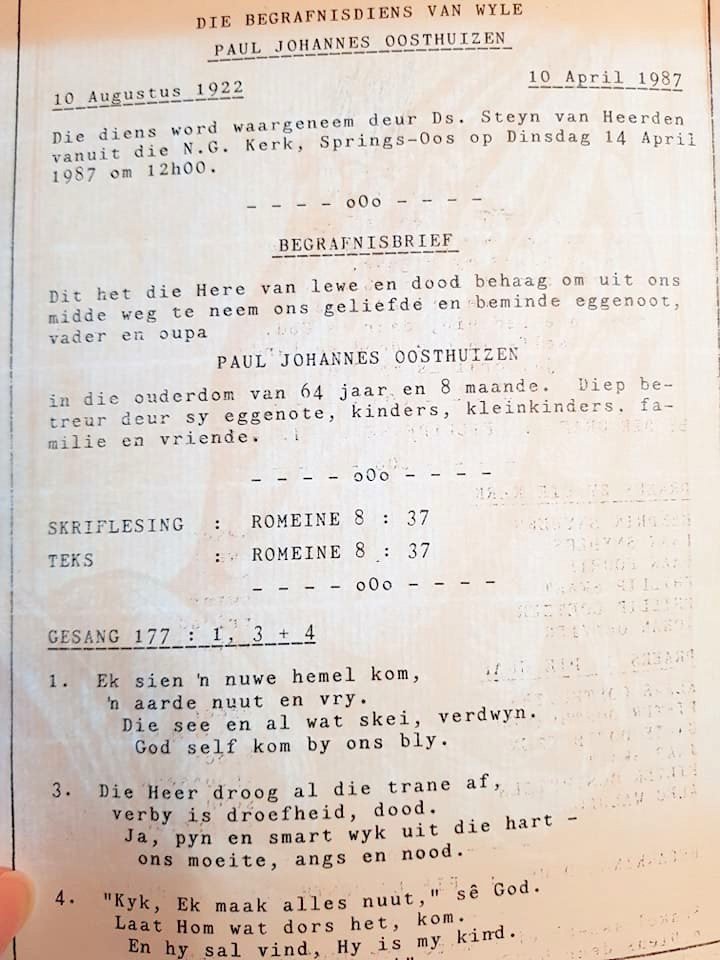 DIE BEGRAFNISDIENS VAN WYLE
PAUL JOHANNES OOSTHUIZEN
10 Augustus 1922 10 April 1987
Die diens word waargeneem deur Ds. Steyn van Heerden
vanuit die N.G. Kerk, Springs-Oos op Dinsdag 14 April
1987 om 12h00.
- - - - oOo - - - -
BEGRAFNISBRIEF
Dit het die Here van lewe en dood behaag om uit ons
midde weg te neem ons geliefde en beminde eggenoot,
vader en oupa
PAUL JOHANNES OOSTHUIZEN
in die ouderdom van 64 jaar en 8 maande. Diep be-
treur deur sy eggenote, kinders, kleinkinders. fa-
milie en vriende.
- - - - oOo - - - -
SKRIFLESING : ROMEINE 8 : 37
TEKS : ROMEINE 8 : 37
- - - - oOo - - - -
GESANG 177 : 1, 3 + 4
1. Ek sien 'n nuwe hemel kom,
'n aarde nuut en vry.
Die see en al wat skei, verdwyn.
God self kom by ons bly.
3. Die Heer droog al die trane af,
verby is droefheid, dood.
Ja, pyn en smart wyk uit die hart -
ons moeite, angs en nood.
4. "Kyk, Ek maak alles nuut," sê God.
Laat Hom wat dors het, kom.
En hy sal vind, Hy is my kind.